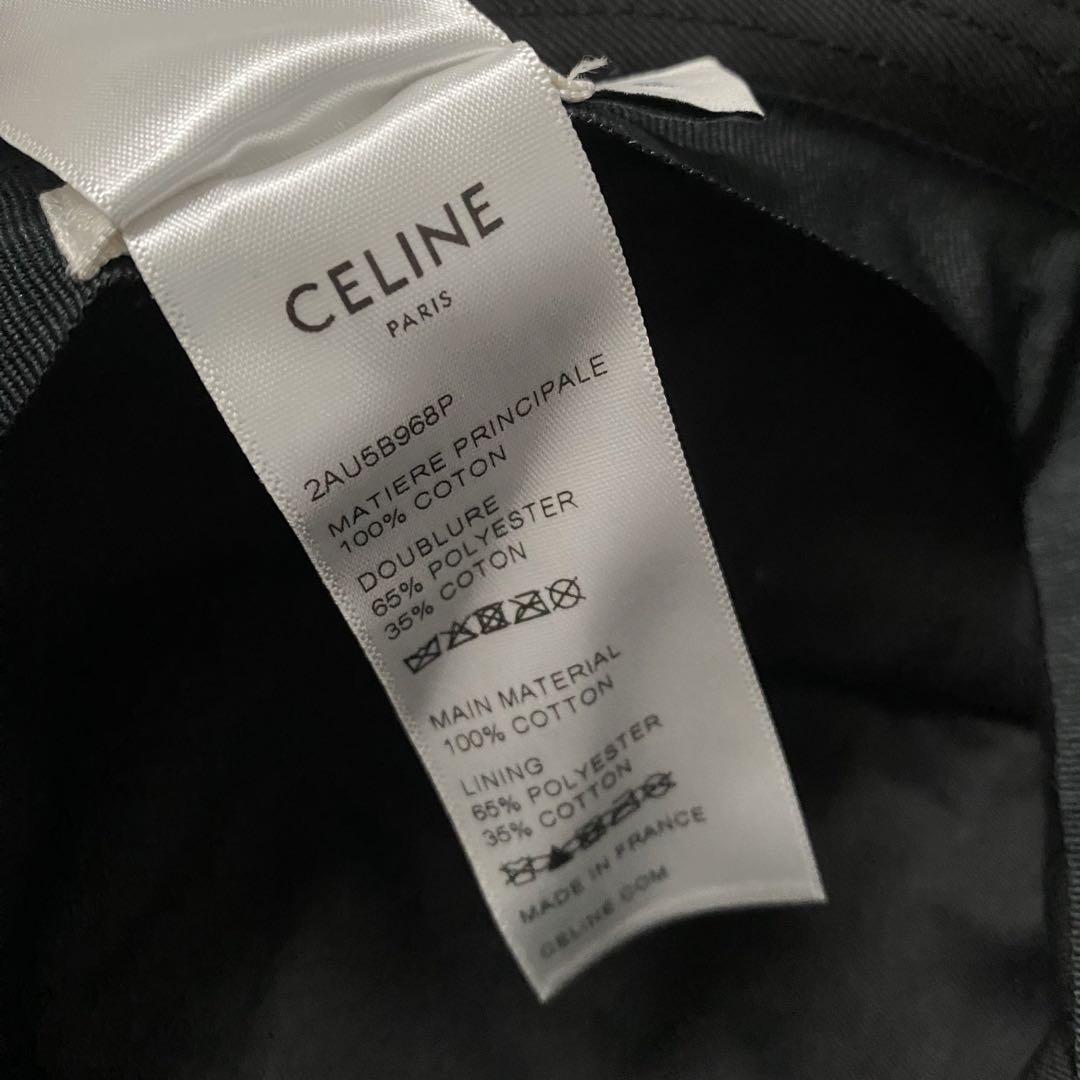 CELINE
PARIS
2AU5B968P
MATIERE PRINCIPALE
100% COTON
DOUBLURE
65% POLYESTER
35% COTON
MAIN MATERIAL
100% COTTON
LINING
65% POLYESTER
35% COTTON
MADE IN FRANCE
CELINE.COM